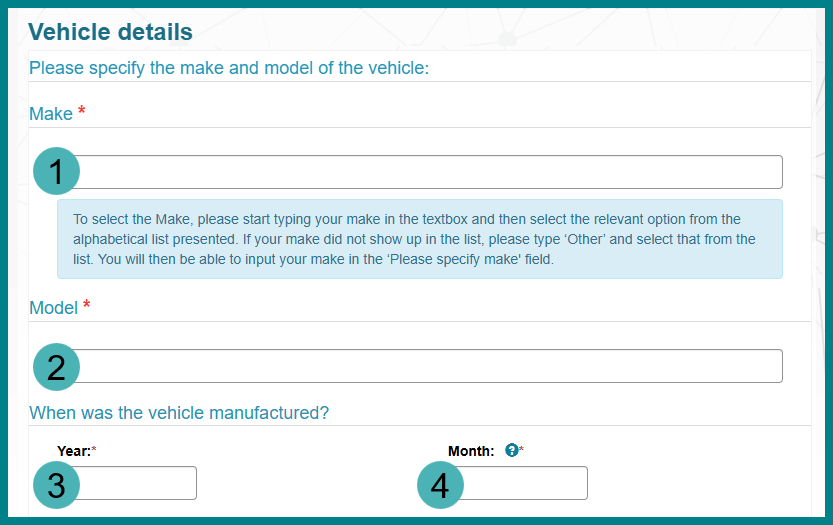 Vehicle details
Please specify the make and model of the vehicle:
Make *
1
To select the Make, please start typing your make in the textbox and then select the relevant option from the
alphabetical list presented. If your make did not show up in the list, please type ‘Other’ and select that from the
list. You will then be able to input your make in the ‘Please specify make' field.
Model *
2
When was the vehicle manufactured?
Year:* Month: ?*
3 4